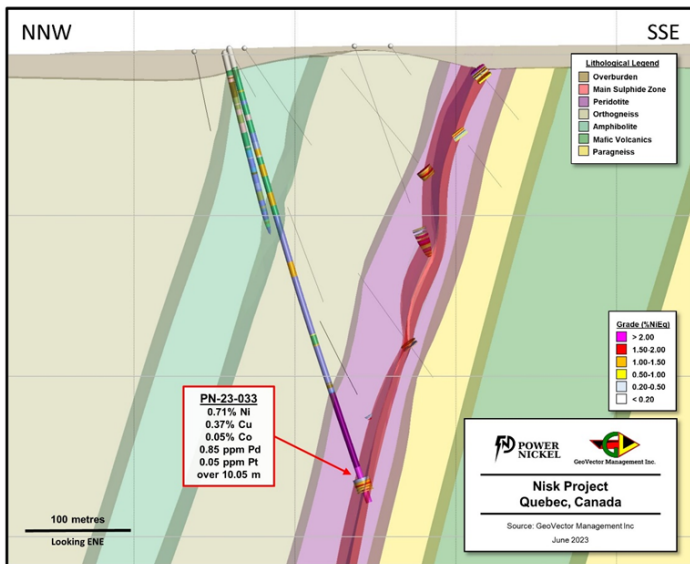 NNW
SSE
Lithological Legend
Overburden
Main Sulphide Zone
Peridotite
Orthogneiss
Amphibolite
Mafic Volcanics
Paragneiss
Grade (%NiEq)
> 2.00
1.50-2.00
1.00-1.50
0.50-1.00
0.20-0.50
< 0.20
PN-23-033
0.71% Ni
0.37% Cu
0.05% Co
0.85 ppm Pd
0.05 ppm Pt
over 10.05 m
POWER
NICKEL
GeoVector Management Inc.
Nisk Project
Quebec, Canada
Source: GeoVector Management Inc
June 2023
100 metres
Looking ENE